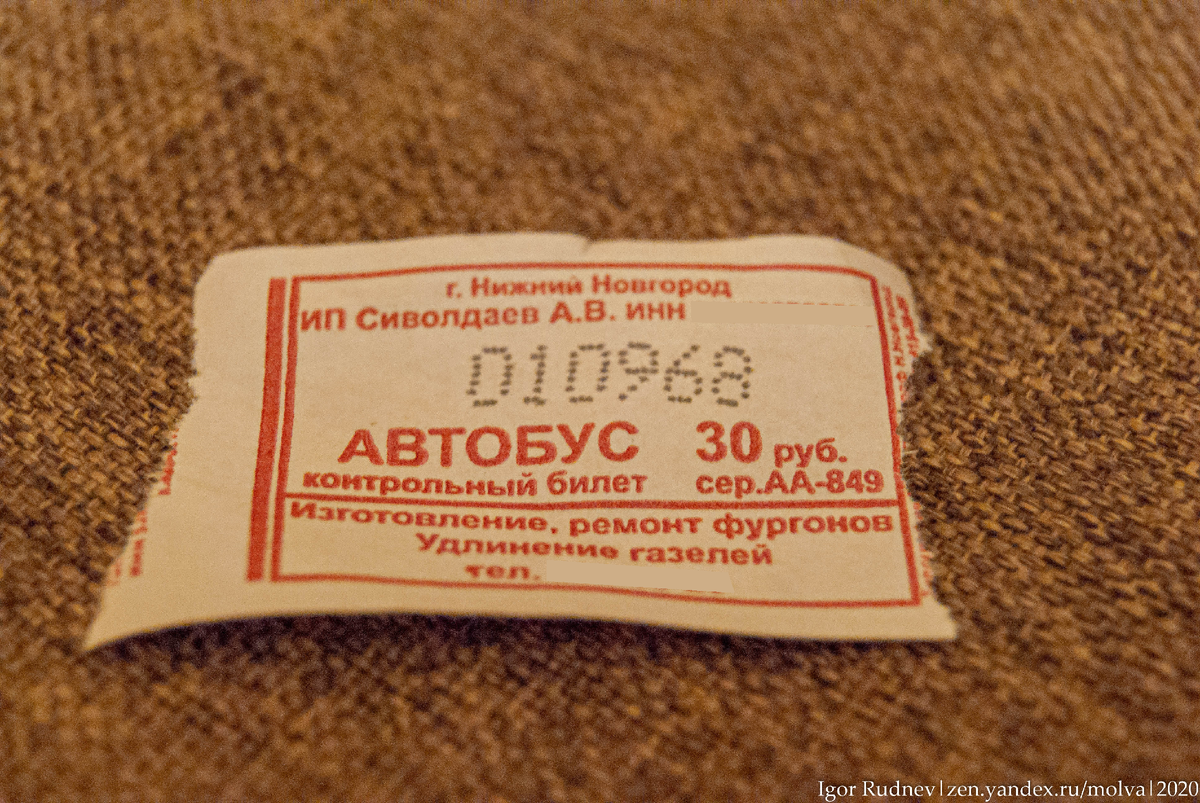 г. Нижний Новгород
ИП Сиволдаев А.В. ИНН
010968
АВТОБУС 30 руб.
контрольный билет сер.АА-849
Изготовление, ремонт фургонов
Удлинение газелей
тел.
Igor Rudnev|zen.yandex.ru/molva|2020